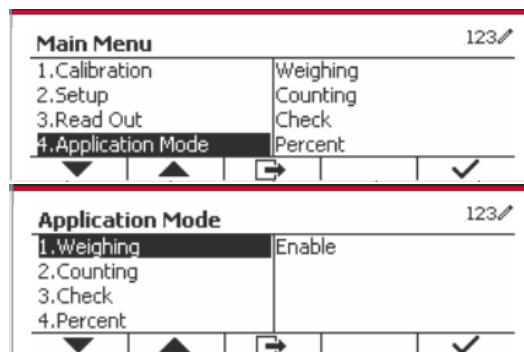 Main Menu 123
1.Calibration Weighing
2.Setup Counting
3.Read Out Check
4.Application Mode Percent
Application Mode 123
1.Weighing Enable
2.Counting
3.Check
4.Percent